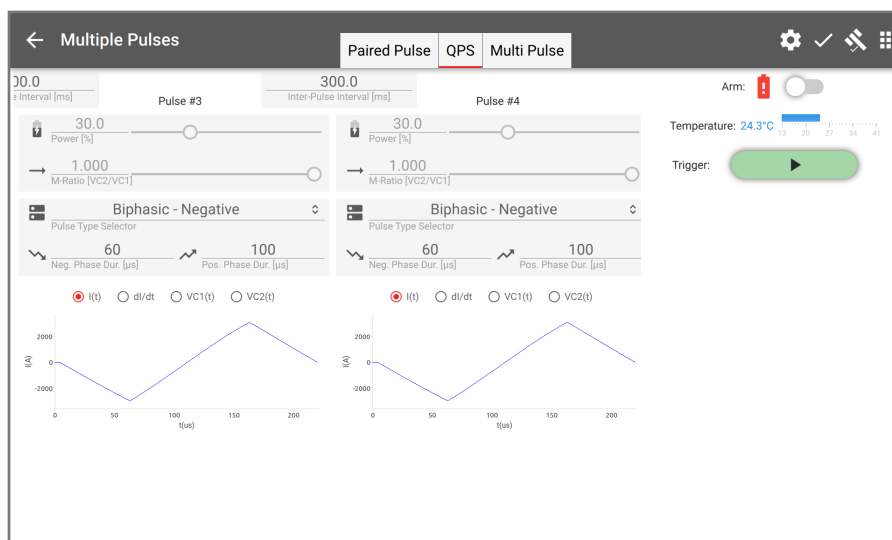 Multiple Pulses
Paired Pulse QPS Multi Pulse
00.0
e Interval [ms]
Pulse #3
300.0
Inter-Pulse Interval [ms]
Pulse #4
Arm:
30.0
Power [%]
1.000
M-Ratio [VC2/VC1]
Biphasic - Negative
Pulse Type Selector
60
Neg. Phase Dur. [µs]
100
Pos. Phase Dur. [µs]
I(t) dI/dt VC1(t) VC2(t)
I(A)
2000
0
-2000
0 50 100 150 200
t(us)
30.0
Power [%]
1.000
M-Ratio [VC2/VC1]
Biphasic - Negative
Pulse Type Selector
60
Neg. Phase Dur. [µs]
100
Pos. Phase Dur. [µs]
I(t) dI/dt VC1(t) VC2(t)
I(A)
2000
0
-2000
0 50 100 150 200
t(us)
Temperature: 24.3°C
13 20 27 34 41
Trigger: